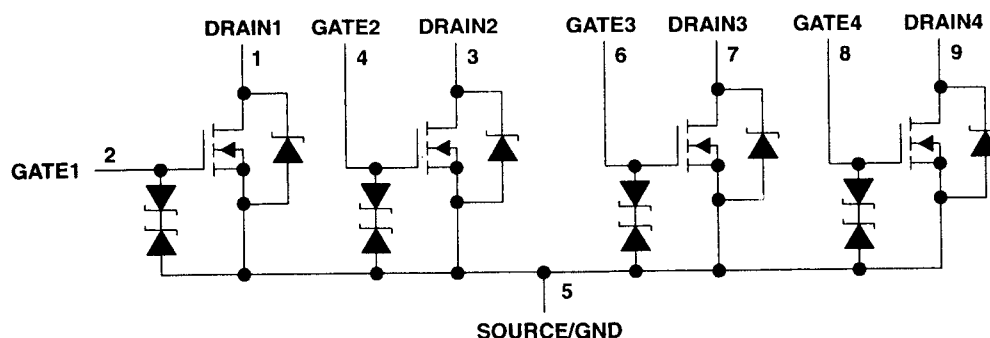 DRAIN1 GATE2 DRAIN2 GATE3 DRAIN3 GATE4 DRAIN4
1 4 3 6 7 8 9
GATE1 2
5
SOURCE/GND